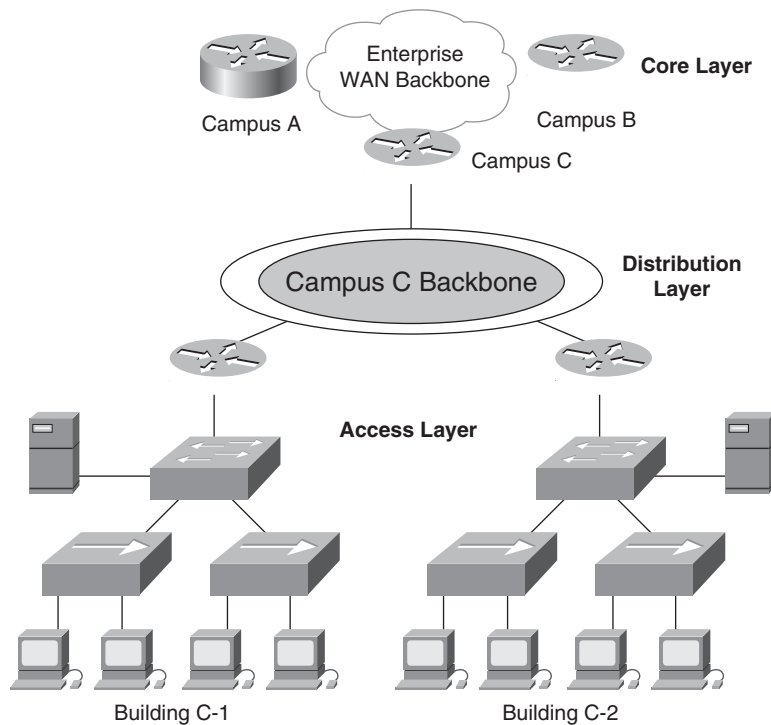 Enterprise
WAN Backbone
Core Layer
Campus A
Campus B
Campus C
Campus C Backbone
Distribution
Layer
Access Layer
Building C-1
Building C-2